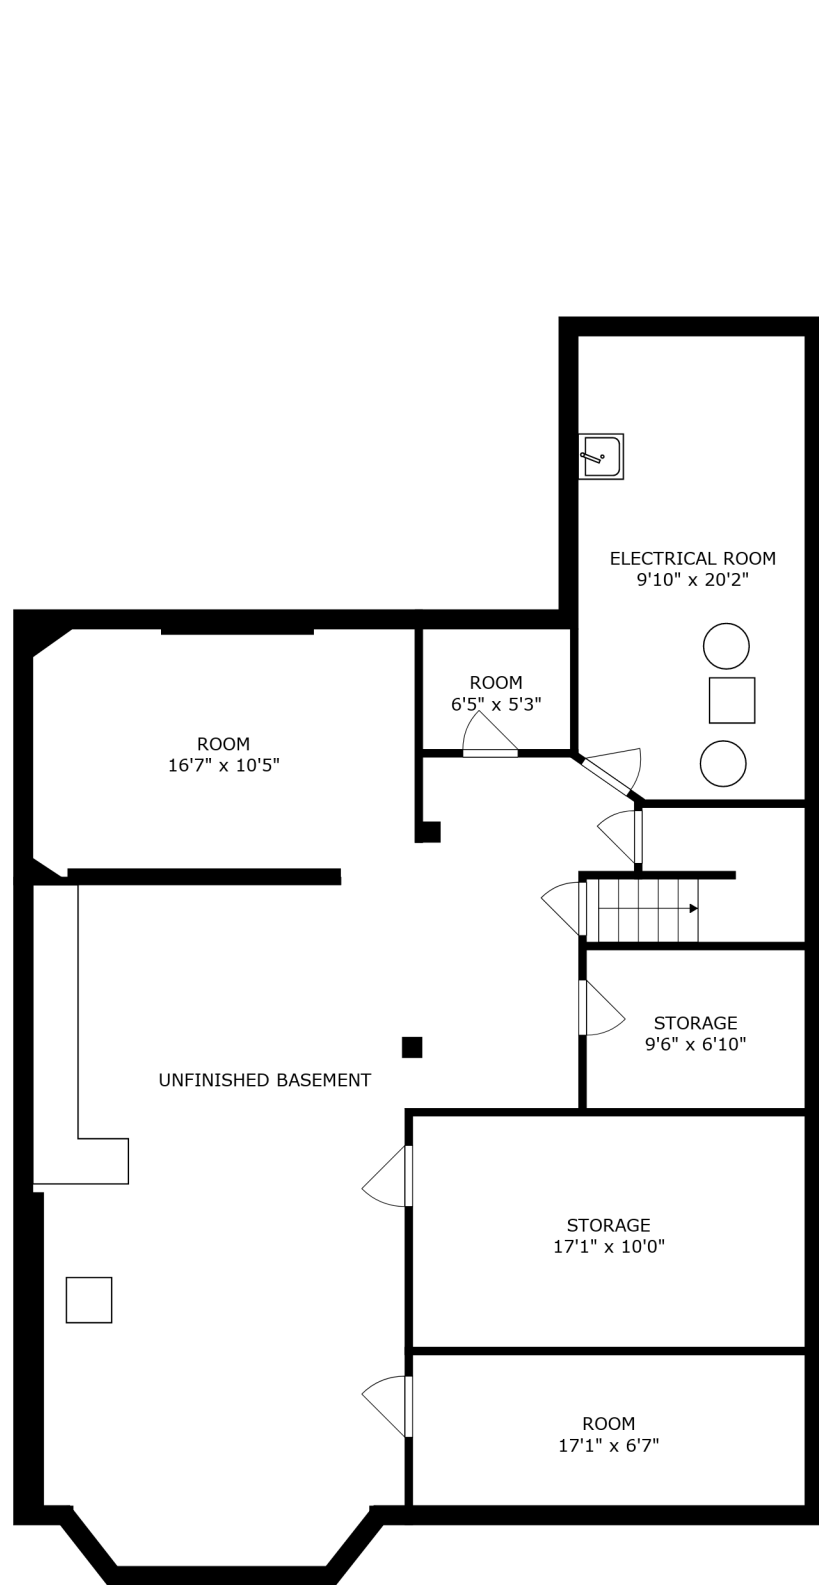 ELECTRICAL ROOM
9'10" x 20'2"
ROOM
6'5" x 5'3"
ROOM
16'7" x 10'5"
STORAGE
9'6" x 6'10"
UNFINISHED BASEMENT
STORAGE
17'1" x 10'0"
ROOM
17'1" x 6'7"